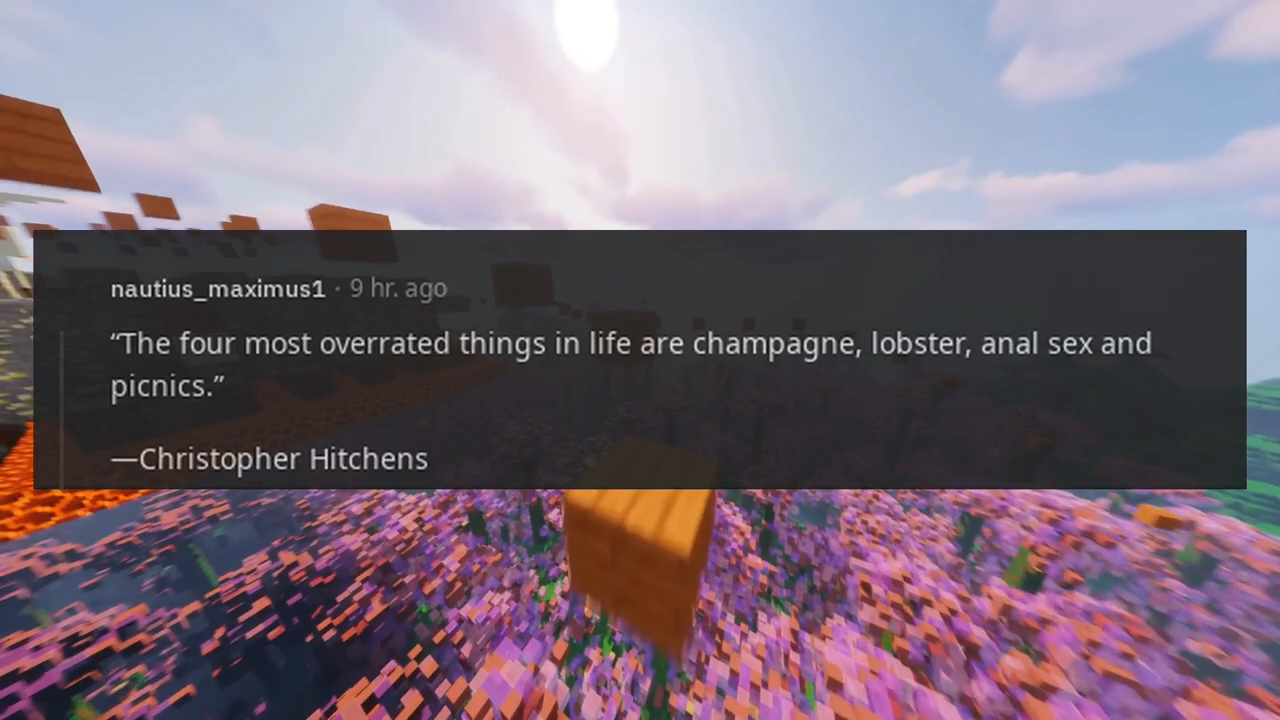 nautius_maximus1 · 9 hr. ago
“The four most overrated things in life are champagne, lobster, anal sex and
picnics.”
—Christopher Hitchens